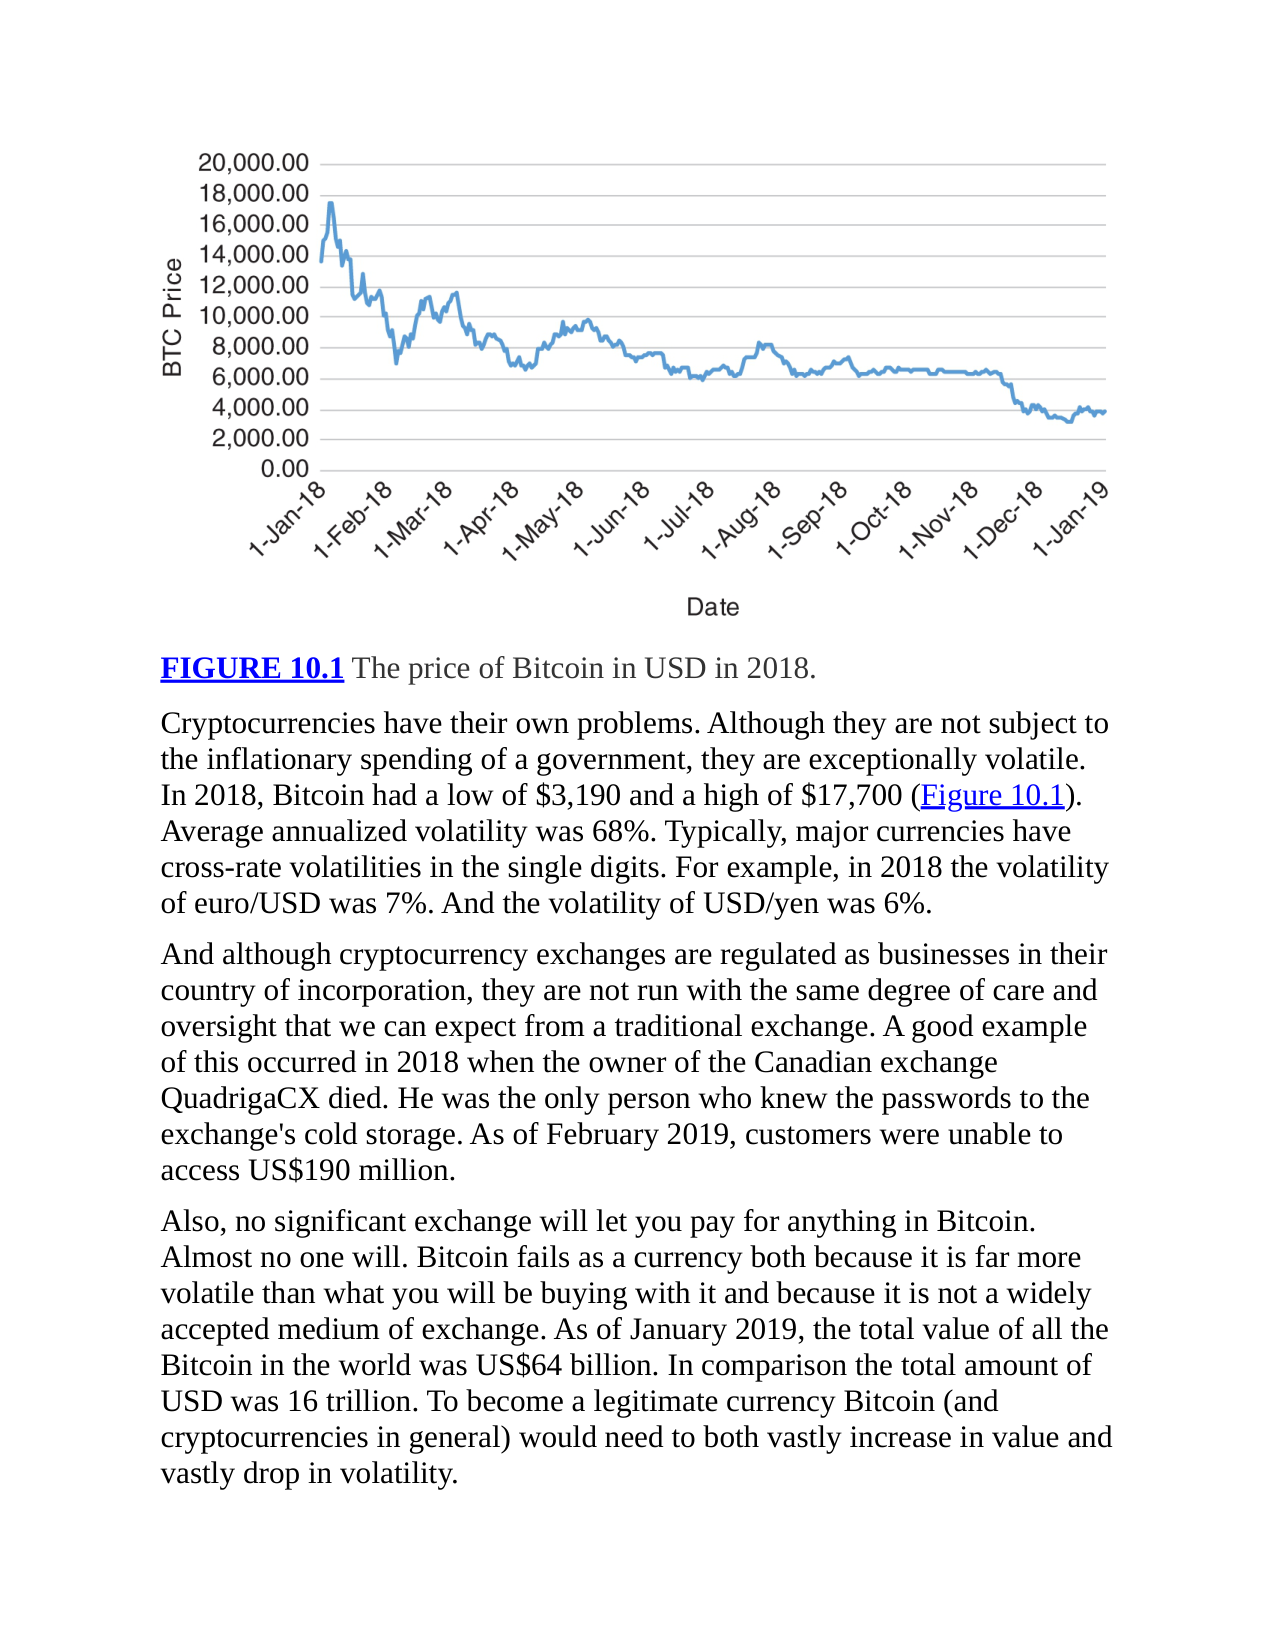 20,000.00
18,000.00
16,000.00
14,000.00
12,000.00
10,000.00
8,000.00
6,000.00
4,000.00
2,000.00
0.00
BTC Price
1-Jan-18
1-Feb-18
1-Mar-18
1-Apr-18
1-May-18
1-Jun-18
1-Jul-18
1-Aug-18
1-Sep-18
1-Oct-18
1-Nov-18
1-Dec-18
1-Jan-19
Date
FIGURE 10.1 The price of Bitcoin in USD in 2018.
Cryptocurrencies have their own problems. Although they are not subject to
the inflationary spending of a government, they are exceptionally volatile.
In 2018, Bitcoin had a low of $3,190 and a high of $17,700 (Figure 10.1).
Average annualized volatility was 68%. Typically, major currencies have
cross-rate volatilities in the single digits. For example, in 2018 the volatility
of euro/USD was 7%. And the volatility of USD/yen was 6%.
And although cryptocurrency exchanges are regulated as businesses in their
country of incorporation, they are not run with the same degree of care and
oversight that we can expect from a traditional exchange. A good example
of this occurred in 2018 when the owner of the Canadian exchange
QuadrigaCX died. He was the only person who knew the passwords to the
exchange's cold storage. As of February 2019, customers were unable to
access US$190 million.
Also, no significant exchange will let you pay for anything in Bitcoin.
Almost no one will. Bitcoin fails as a currency both because it is far more
volatile than what you will be buying with it and because it is not a widely
accepted medium of exchange. As of January 2019, the total value of all the
Bitcoin in the world was US$64 billion. In comparison the total amount of
USD was 16 trillion. To become a legitimate currency Bitcoin (and
cryptocurrencies in general) would need to both vastly increase in value and
vastly drop in volatility.